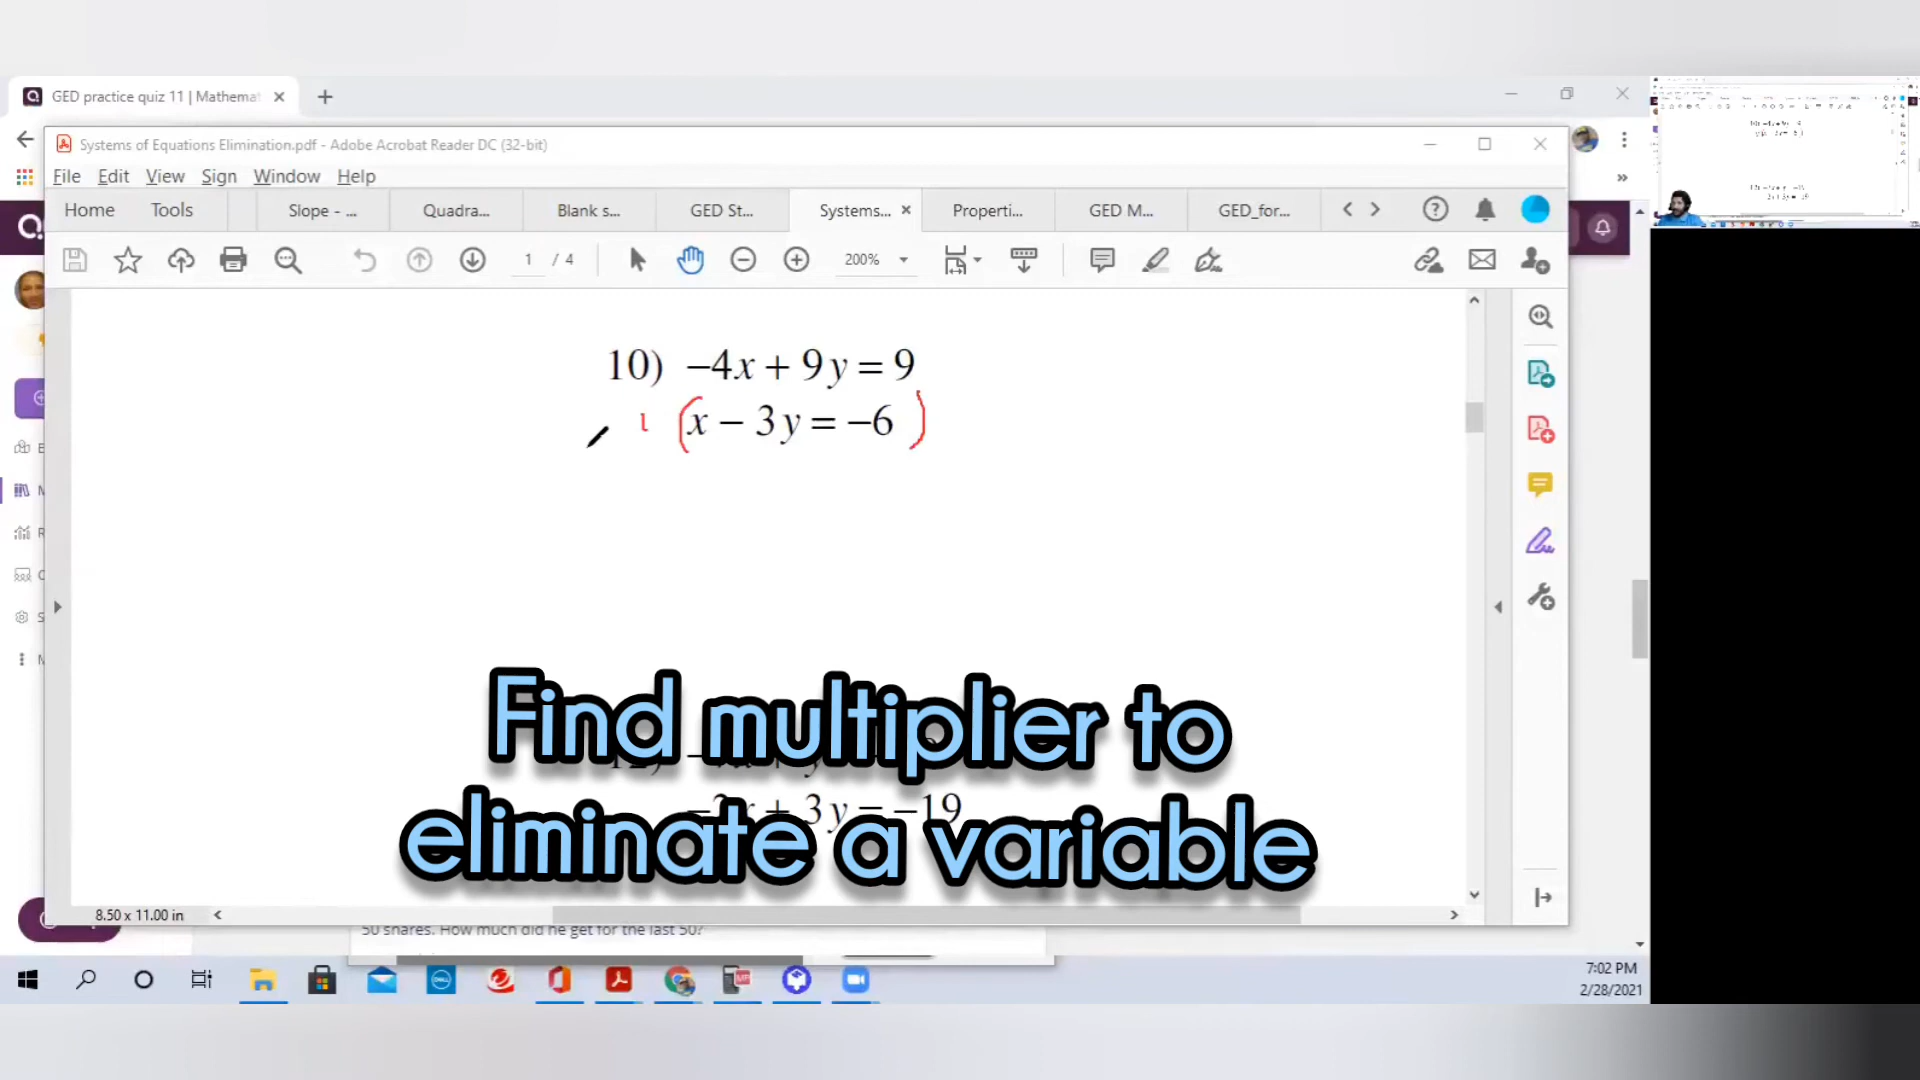 GED practice quiz 11 | Mathemat
Systems of Equations Elimination.pdf - Adobe Acrobat Reader DC (32-bit)
File Edit View Sign Window Help
Home Tools Slope - ... Quadra... Blank s... GED St... Systems... Properti... GED M... GED_for...
1 / 4 200%
10) −4x + 9y = 9
(x − 3y = −6)
Find multiplier to
−19
eliminate a variable
8.50 x 11.00 in
50 shares. How much did he get for the last 50?
7:02 PM
2/28/2021